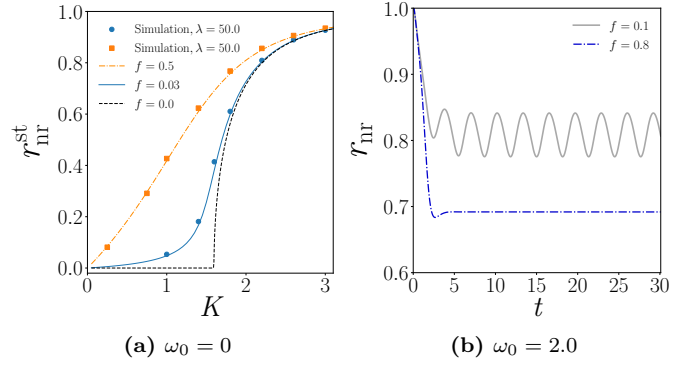 Simulation, λ = 50.0
Simulation, λ = 50.0
f = 0.5
f = 0.03
f = 0.0
1.0
0.8
0.6
0.4
0.2
0.0
r_nr^st
0 1 2 3
K
(a) ω₀ = 0
f = 0.1
f = 0.8
1.0
0.9
0.8
0.7
0.6
r_nr
0 5 10 15 20 25 30
t
(b) ω₀ = 2.0